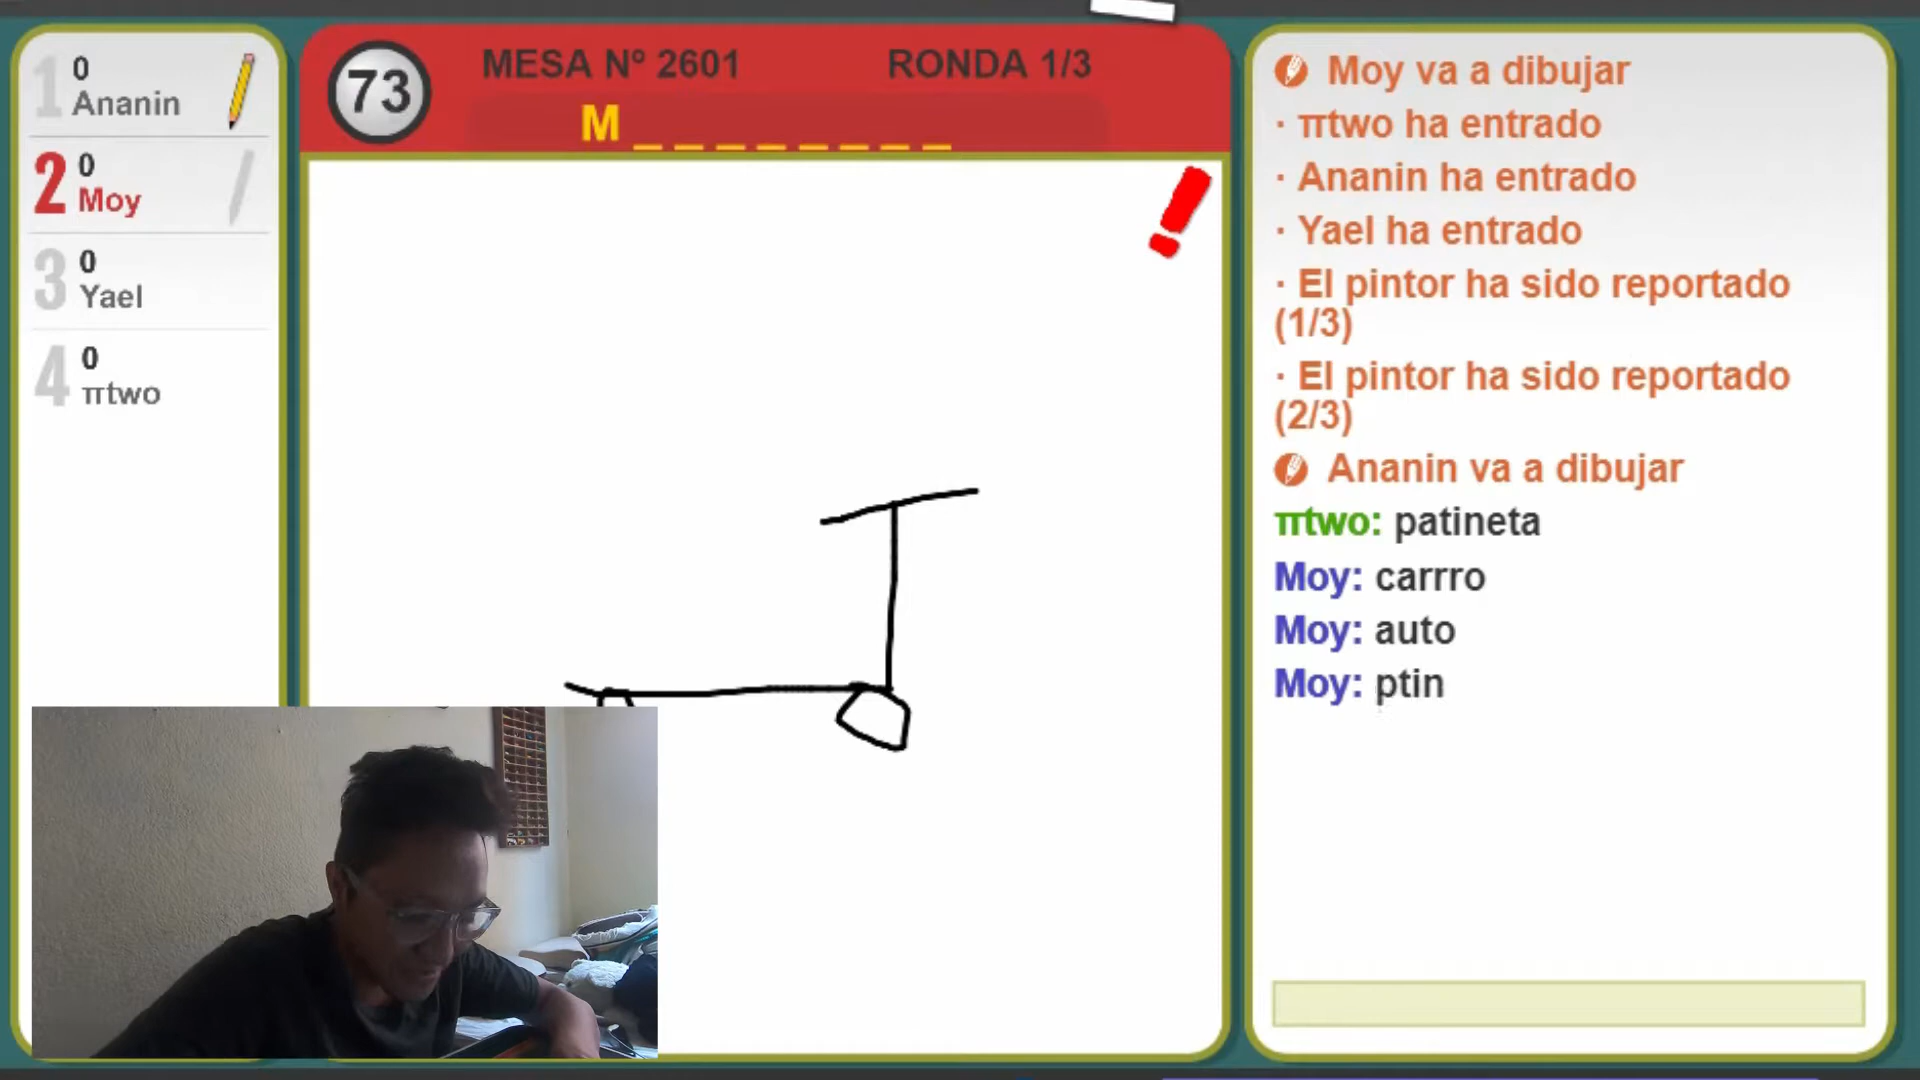 1 0
Ananin
2 0
Moy
3 0
Yael
4 0
πtwo
73 MESA Nº 2601 RONDA 1/3
M _ _ _ _ _ _ _ _
Moy va a dibujar
· πtwo ha entrado
· Ananin ha entrado
· Yael ha entrado
· El pintor ha sido reportado
(1/3)
· El pintor ha sido reportado
(2/3)
Ananin va a dibujar
πtwo: patineta
Moy: carrro
Moy: auto
Moy: ptin